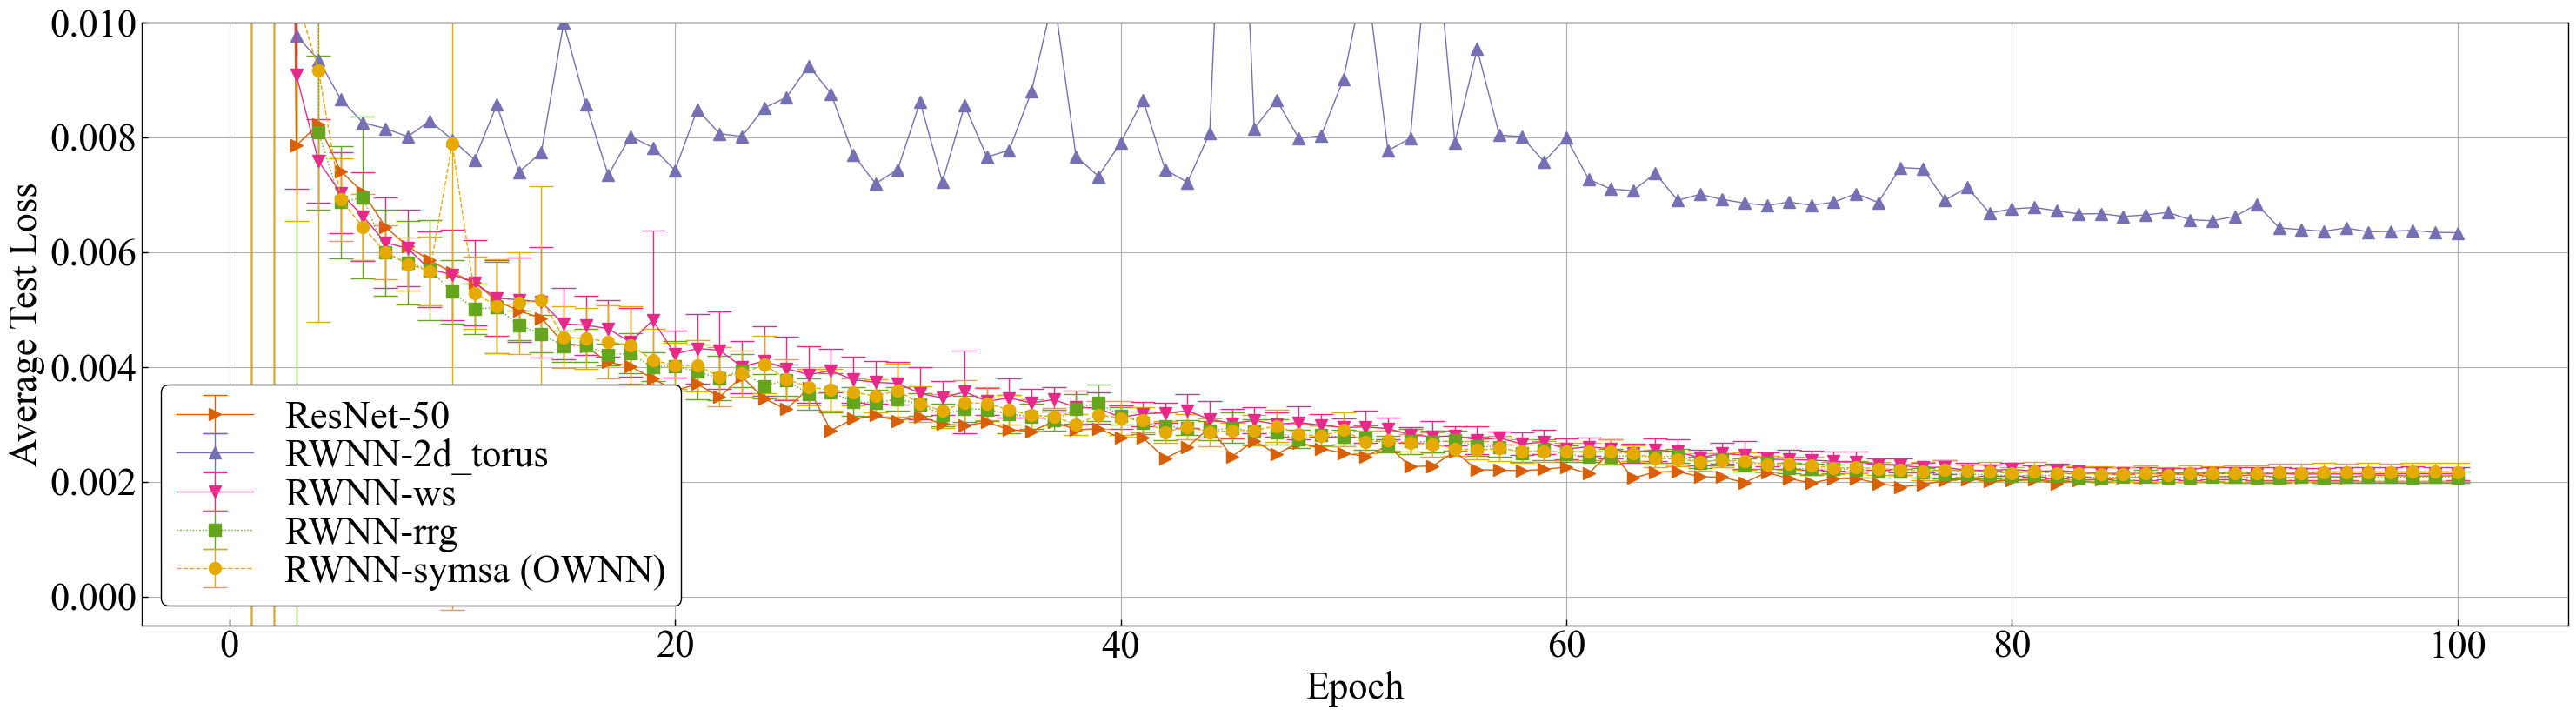 0.010
0.008
0.006
0.004
0.002
0.000
Average Test Loss
ResNet-50
RWNN-2d_torus
RWNN-ws
RWNN-rrg
RWNN-symsa (OWNN)
0 20 40 60 80 100
Epoch